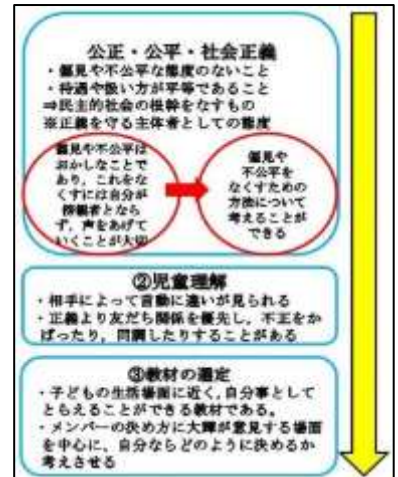 公正・公平・社会正義
・偏見や不公平な態度のないこと
・待遇や扱い方が平等であること
⇒民主的社会の根幹をなすもの
※正義を守る主体者としての態度
偏見や不公平は
おかしなことで
あり，これをな
くすには自分が
傍観者となら
ず，声をあげて
いくことが大切
偏見や
不公平を
なくすための
方法について
考えることが
できる
②児童理解
・相手によって言動に違いが見られる
・正義より友だち関係を優先し，不正をか
ばったり，同調したりすることがある
③教材の選定
・子どもの生活場面に近く，自分事として
とらえることができる教材である。
・メンバーの決め方に大輝が意見する場面
を中心に、自分ならどのように決めるか
考えさせる